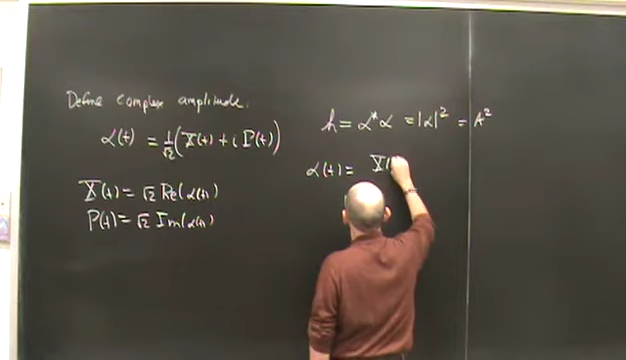 Define complex amplitude.
α(t) = 1/√2 (X(t) + i P(t))
X(t) = √2 Re(α(t))
P(t) = √2 Im(α(t))
h = α*α = |α|² = A²
α(t) = X(